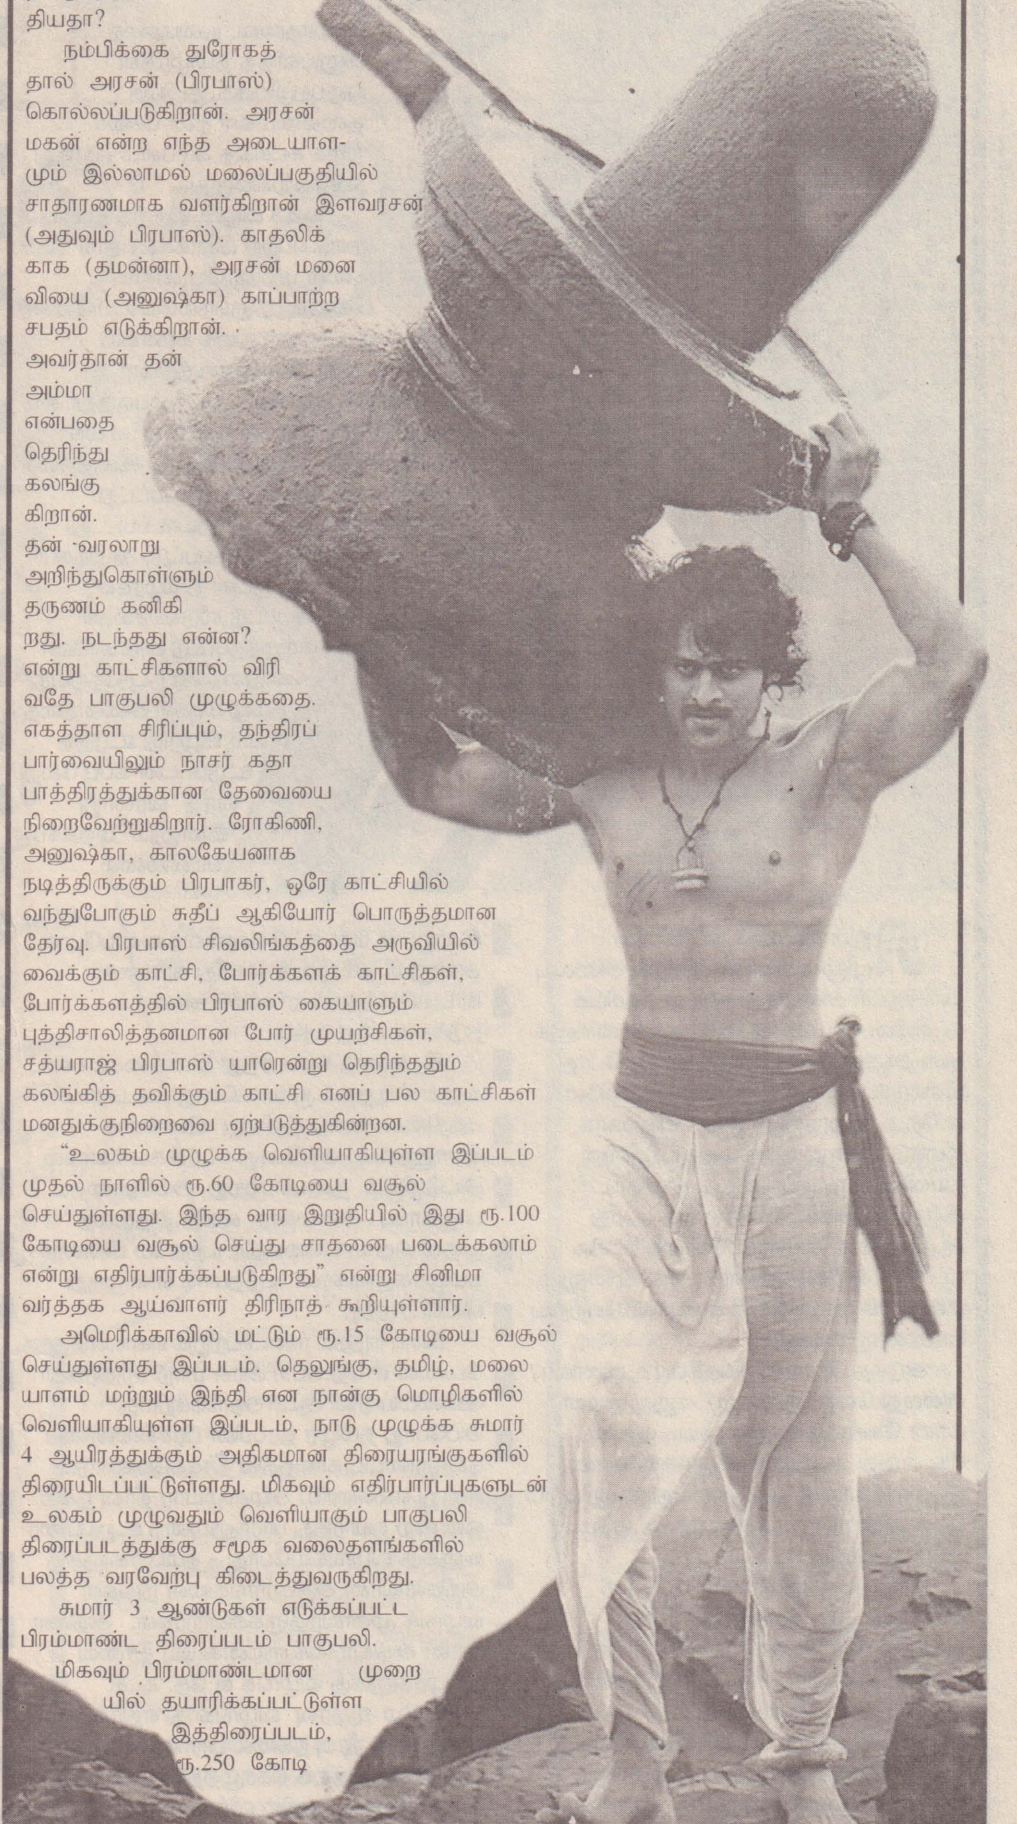 தியதா?
நம்பிக்கை துரோகத்
தால் அரசன் (பிரபாஸ்)
கொல்லப்படுகிறான். அரசன்
மகன் என்ற எந்த அடையாள-
மும் இல்லாமல் மலைப்பகுதியில்
சாதாரணமாக வளர்கிறான் இளவரசன்
(அதுவும் பிரபாஸ்). காதலிக்
காக (தமன்னா), அரசன் மனை
வியை (அனுஷ்கா) காப்பாற்ற
சபதம் எடுக்கிறான்.
அவர்தான் தன்
அம்மா
என்பதை
தெரிந்து
கலங்கு
கிறான்.
தன் வரலாறு
அறிந்துகொள்ளும்
தருணம் கனிகி
றது. நடந்தது என்ன?
என்று காட்சிகளால் விரி
வதே பாகுபலி முழுக்கதை.
எகத்தாள சிரிப்பும், தந்திரப்
பார்வையிலும் நாசர் கதா
பாத்திரத்துக்கான தேவையை
நிறைவேற்றுகிறார். ரோகிணி,
அனுஷ்கா, காலகேயனாக
நடித்திருக்கும் பிரபாகர், ஒரே காட்சியில்
வந்துபோகும் சுதீப் ஆகியோர் பொருத்தமான
தேர்வு. பிரபாஸ் சிவலிங்கத்தை அருவியில்
வைக்கும் காட்சி, போர்க்களக் காட்சிகள்,
போர்க்களத்தில் பிரபாஸ் கையாளும்
புத்திசாலித்தனமான போர் முயற்சிகள்,
சத்யராஜ் பிரபாஸ் யாரென்று தெரிந்ததும்
கலங்கித் தவிக்கும் காட்சி எனப் பல காட்சிகள்
மனதுக்குநிறைவை ஏற்படுத்துகின்றன.
“உலகம் முழுக்க வெளியாகியுள்ள இப்படம்
முதல் நாளில் ரூ.60 கோடியை வசூல்
செய்துள்ளது. இந்த வார இறுதியில் இது ரூ.100
கோடியை வசூல் செய்து சாதனை படைக்கலாம்
என்று எதிர்பார்க்கப்படுகிறது” என்று சினிமா
வர்த்தக ஆய்வாளர் திரிநாத் கூறியுள்ளார்.
அமெரிக்காவில் மட்டும் ரூ.15 கோடியை வசூல்
செய்துள்ளது இப்படம். தெலுங்கு, தமிழ், மலை
யாளம் மற்றும் இந்தி என நான்கு மொழிகளில்
வெளியாகியுள்ள இப்படம், நாடு முழுக்க சுமார்
4 ஆயிரத்துக்கும் அதிகமான திரையரங்குகளில்
திரையிடப்பட்டுள்ளது. மிகவும் எதிர்பார்ப்புகளுடன்
உலகம் முழுவதும் வெளியாகும் பாகுபலி
திரைப்படத்துக்கு சமூக வலைதளங்களில்
பலத்த வரவேற்பு கிடைத்துவருகிறது.
சுமார் 3 ஆண்டுகள் எடுக்கப்பட்ட
பிரம்மாண்ட திரைப்படம் பாகுபலி.
மிகவும் பிரம்மாண்டமான முறை
யில் தயாரிக்கப்பட்டுள்ள
இத்திரைப்படம்,
ரூ.250 கோடி